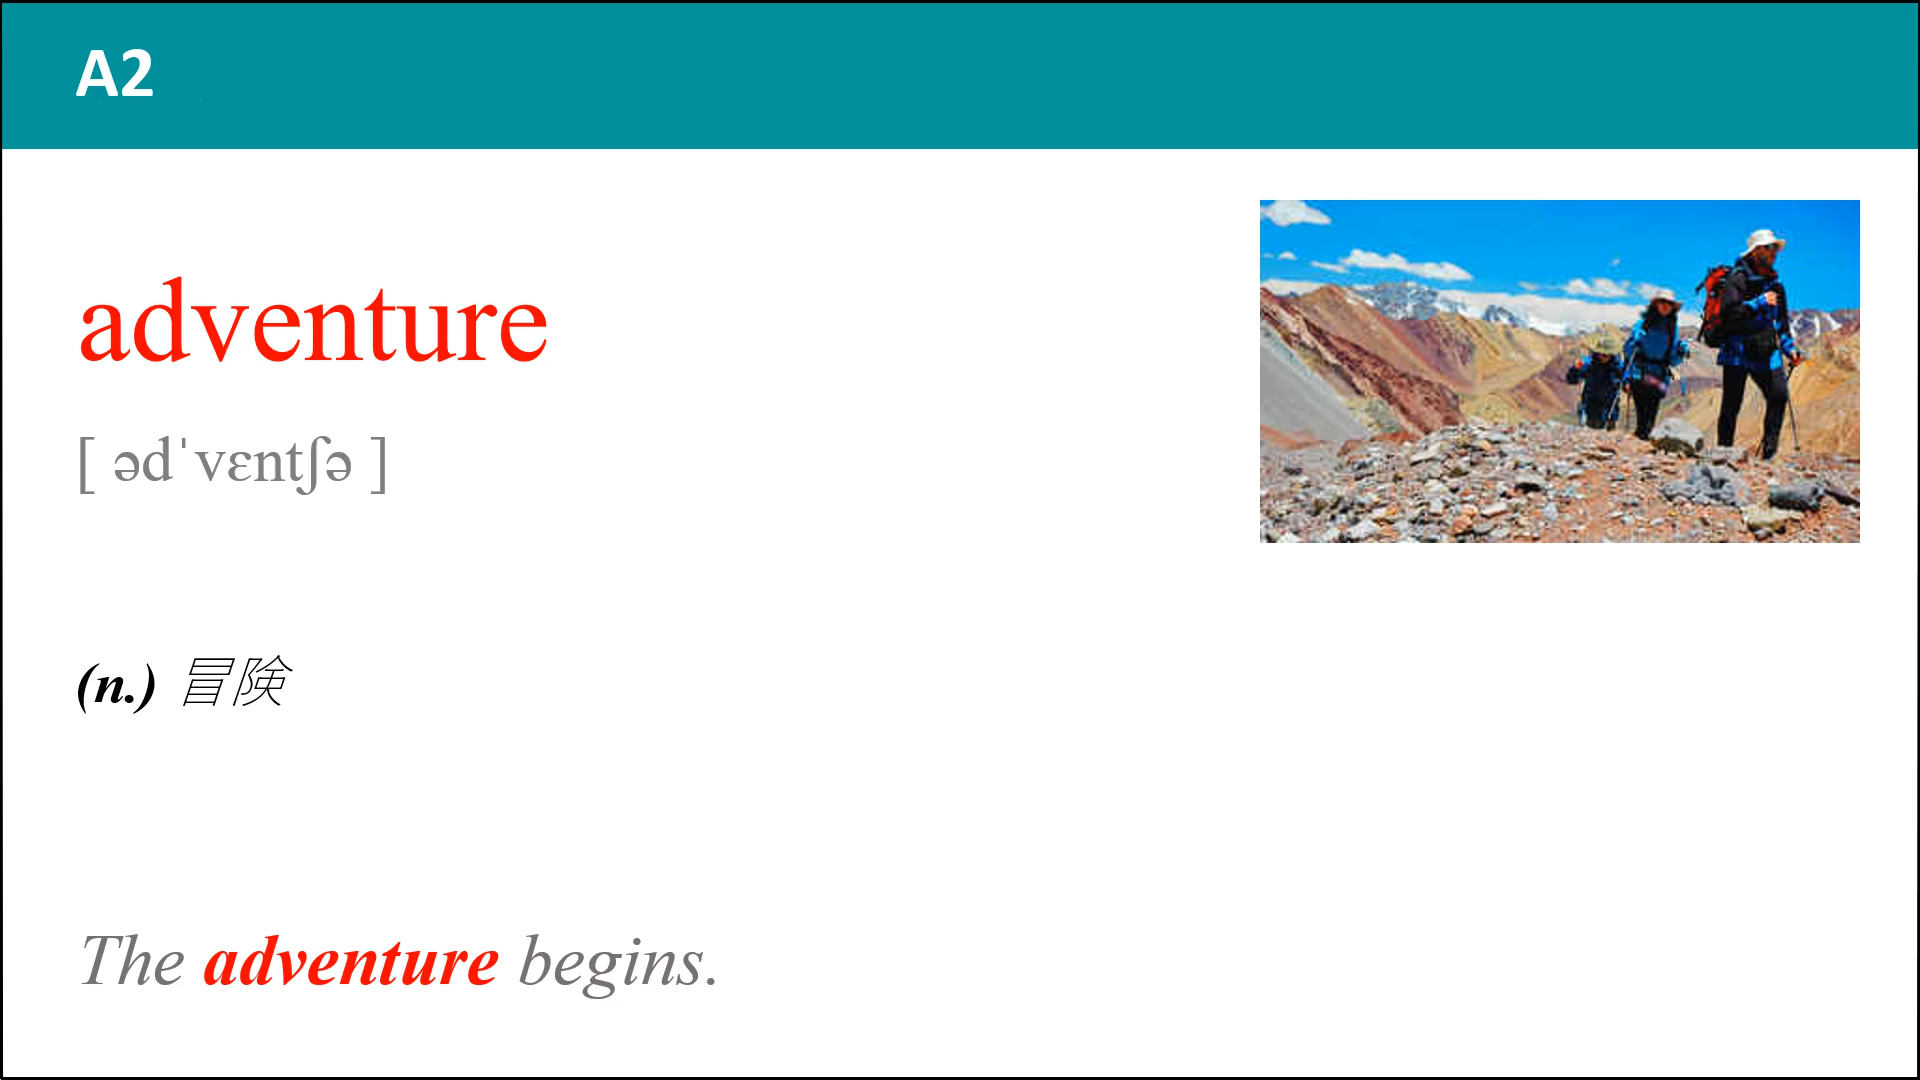 A2
adventure
[ ədˈvɛntʃə ]
(n.) 冒険
The adventure begins.